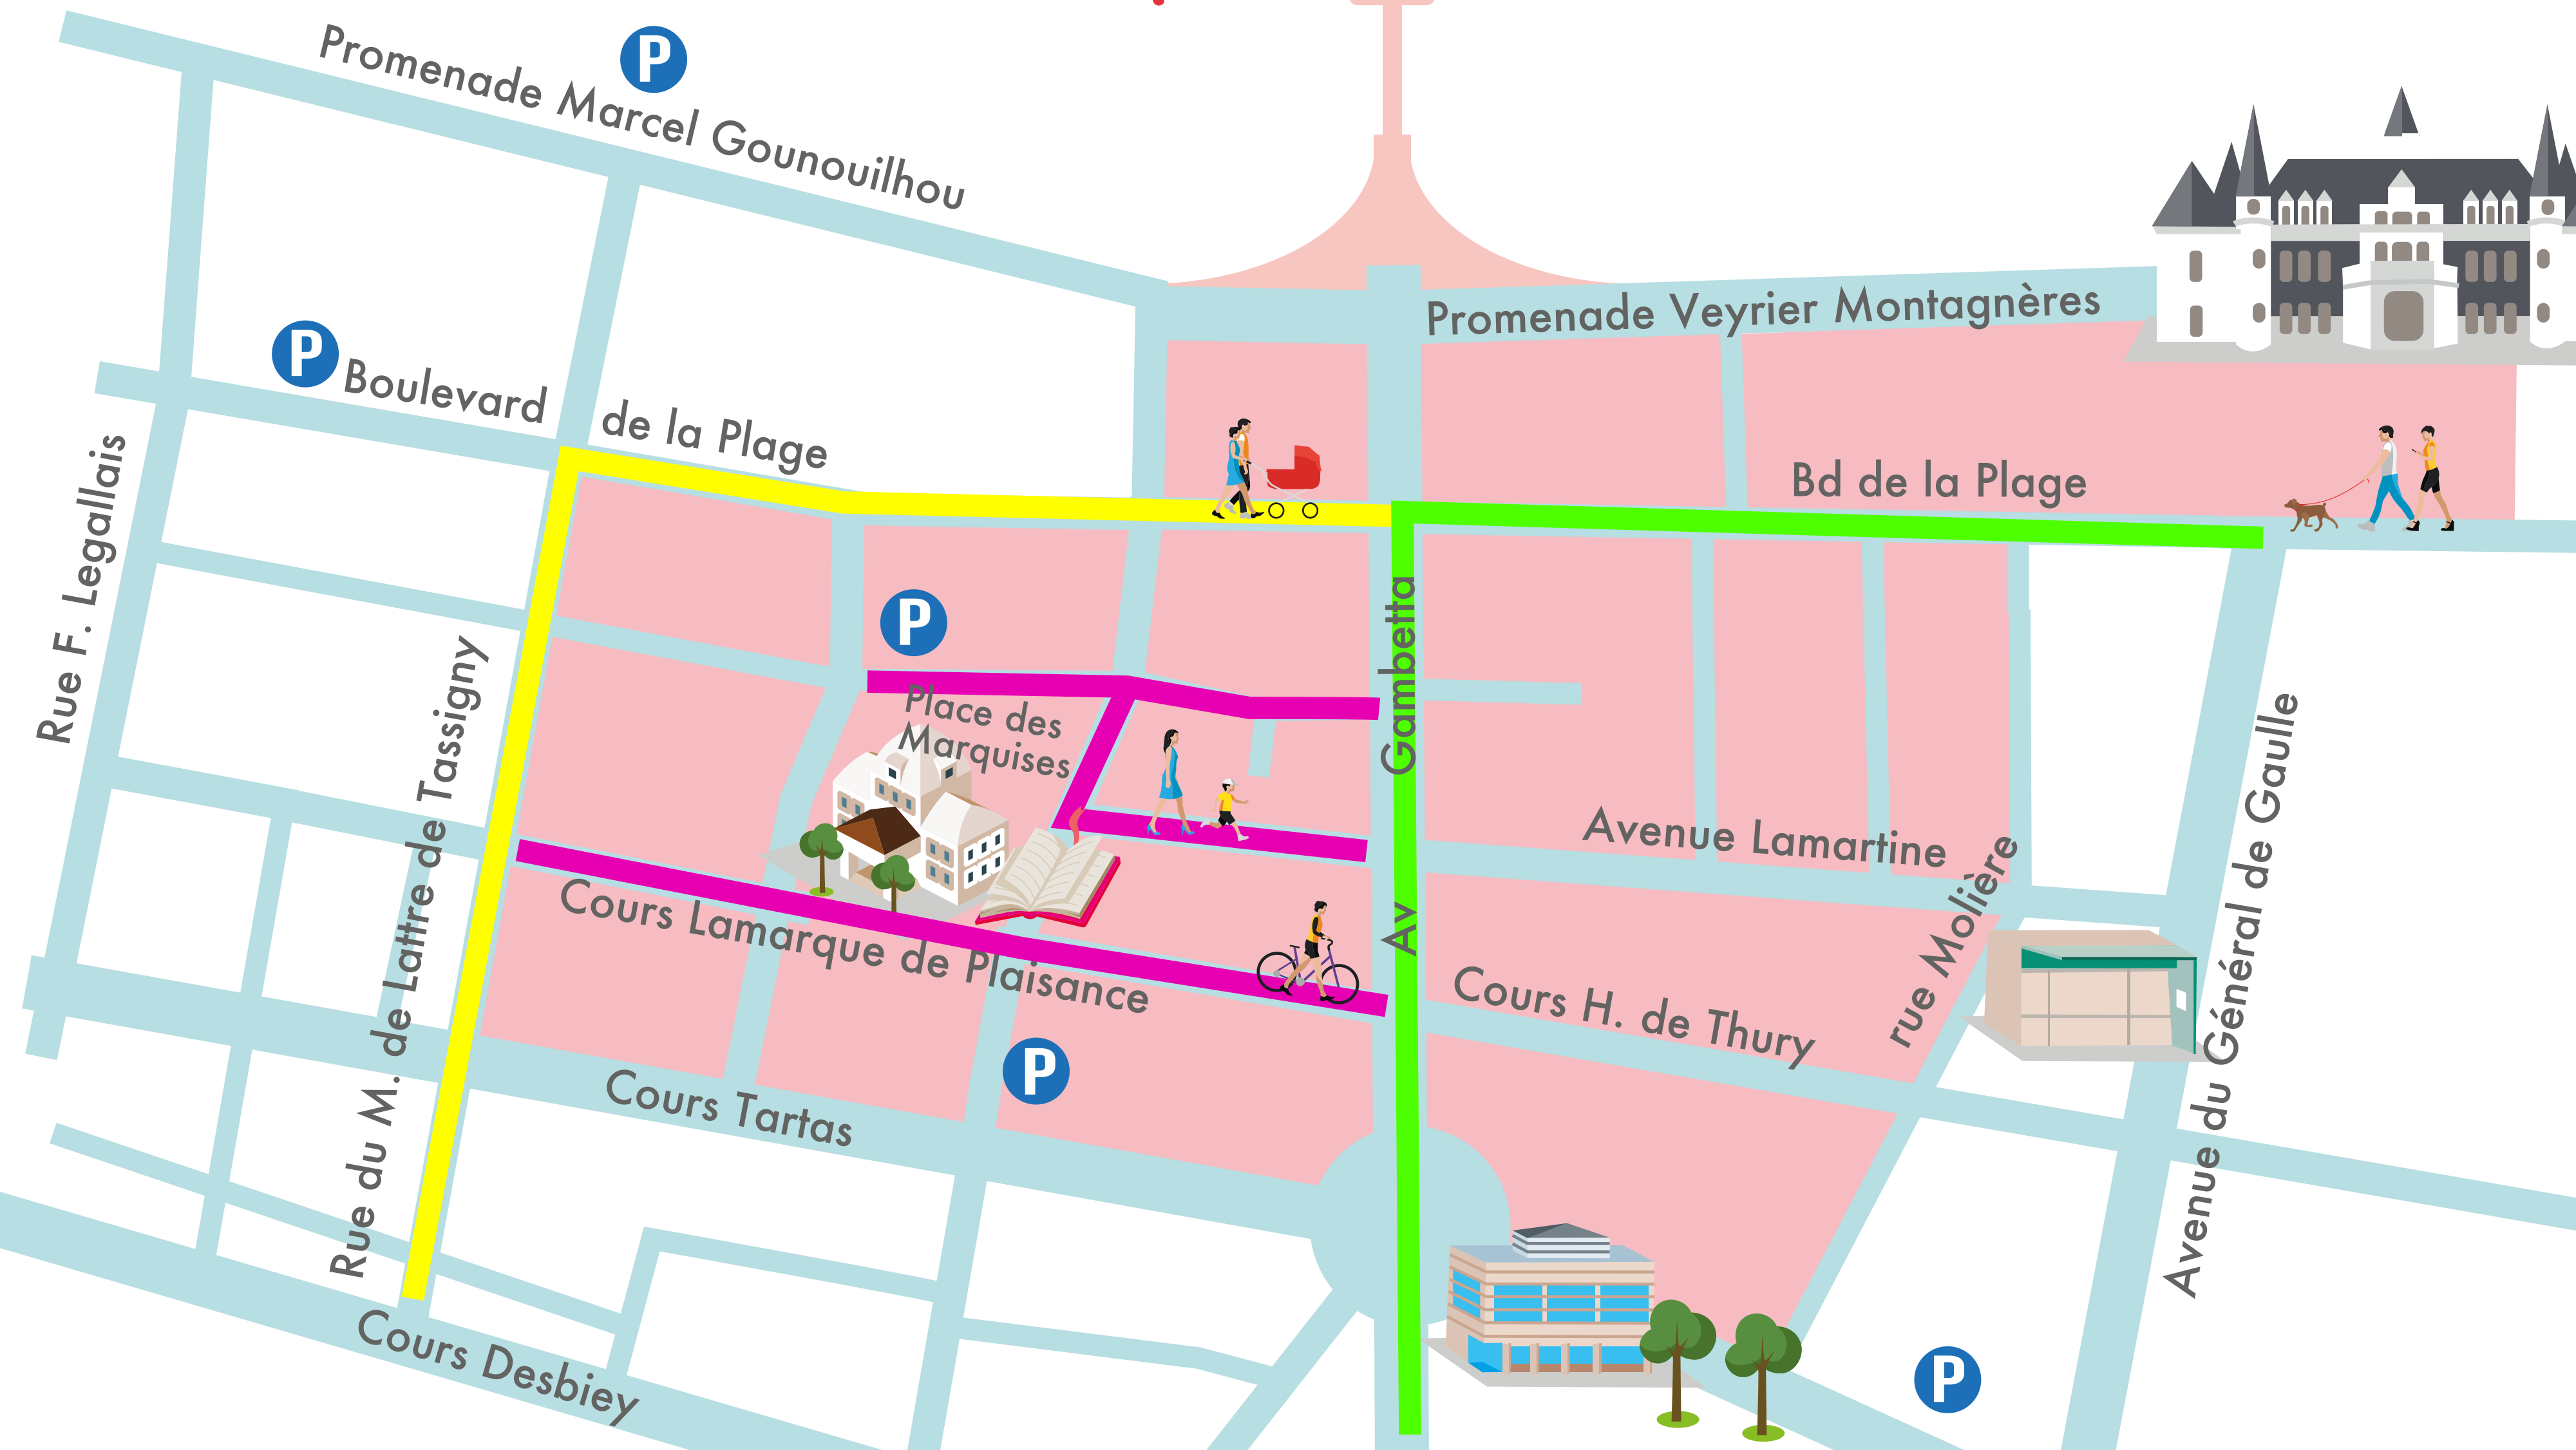 Promenade Marcel Gounouilhou
P
Promenade Veyrier Montagnères
P
Boulevard de la Plage
Bd de la Plage
Rue F. Legallais
P
Place des
Marquises
Av Gambetta
Rue du M. de Lattre de Tassigny
Avenue Lamartine
rue Molière
Avenue du Général de Gaulle
Cours Lamarque de Plaisance
Cours H. de Thury
P
Cours Tartas
Cours Desbiey
P